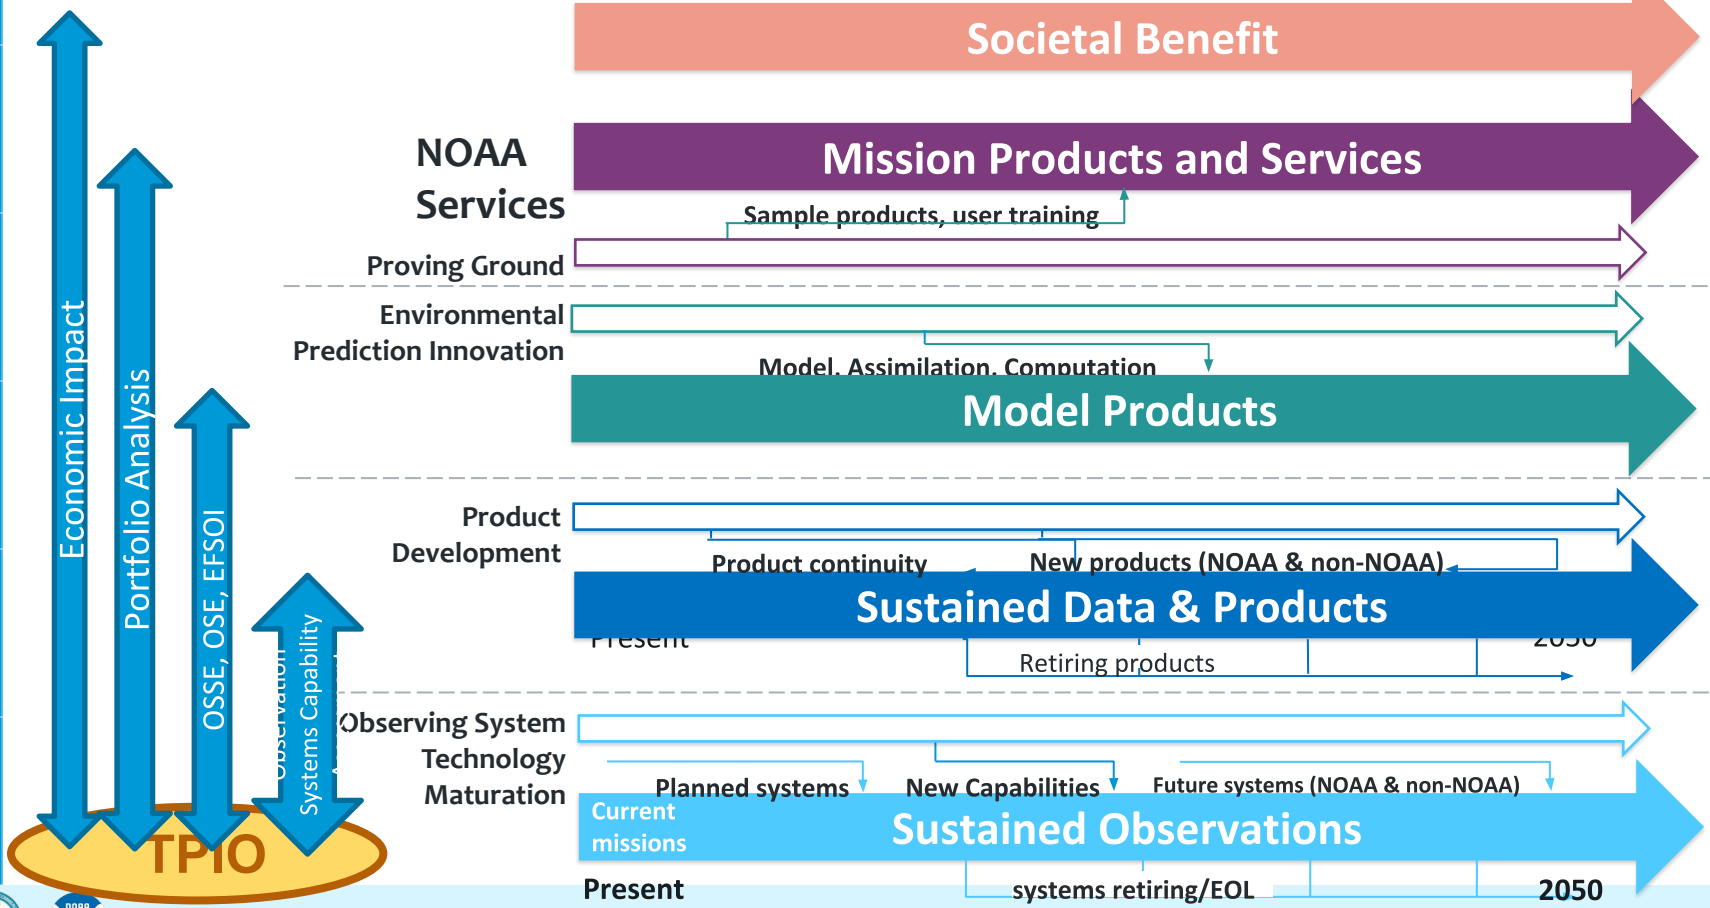 Societal Benefit
NOAA
Services
Mission Products and Services
Sample products, user training
Proving Ground
Environmental
Prediction Innovation
Model, Assimilation, Computation
Model Products
Product
Development
Product continuity
New products (NOAA & non-NOAA)
Sustained Data & Products
Present
2050
Retiring products
Observing System
Technology
Maturation
Planned systems
New Capabilities
Future systems (NOAA & non-NOAA)
Current
missions
Sustained Observations
Present
systems retiring/EOL
2050
Economic Impact
Portfolio Analysis
OSSE, OSE, EFSOI
Observation
Systems Capability
TPIO